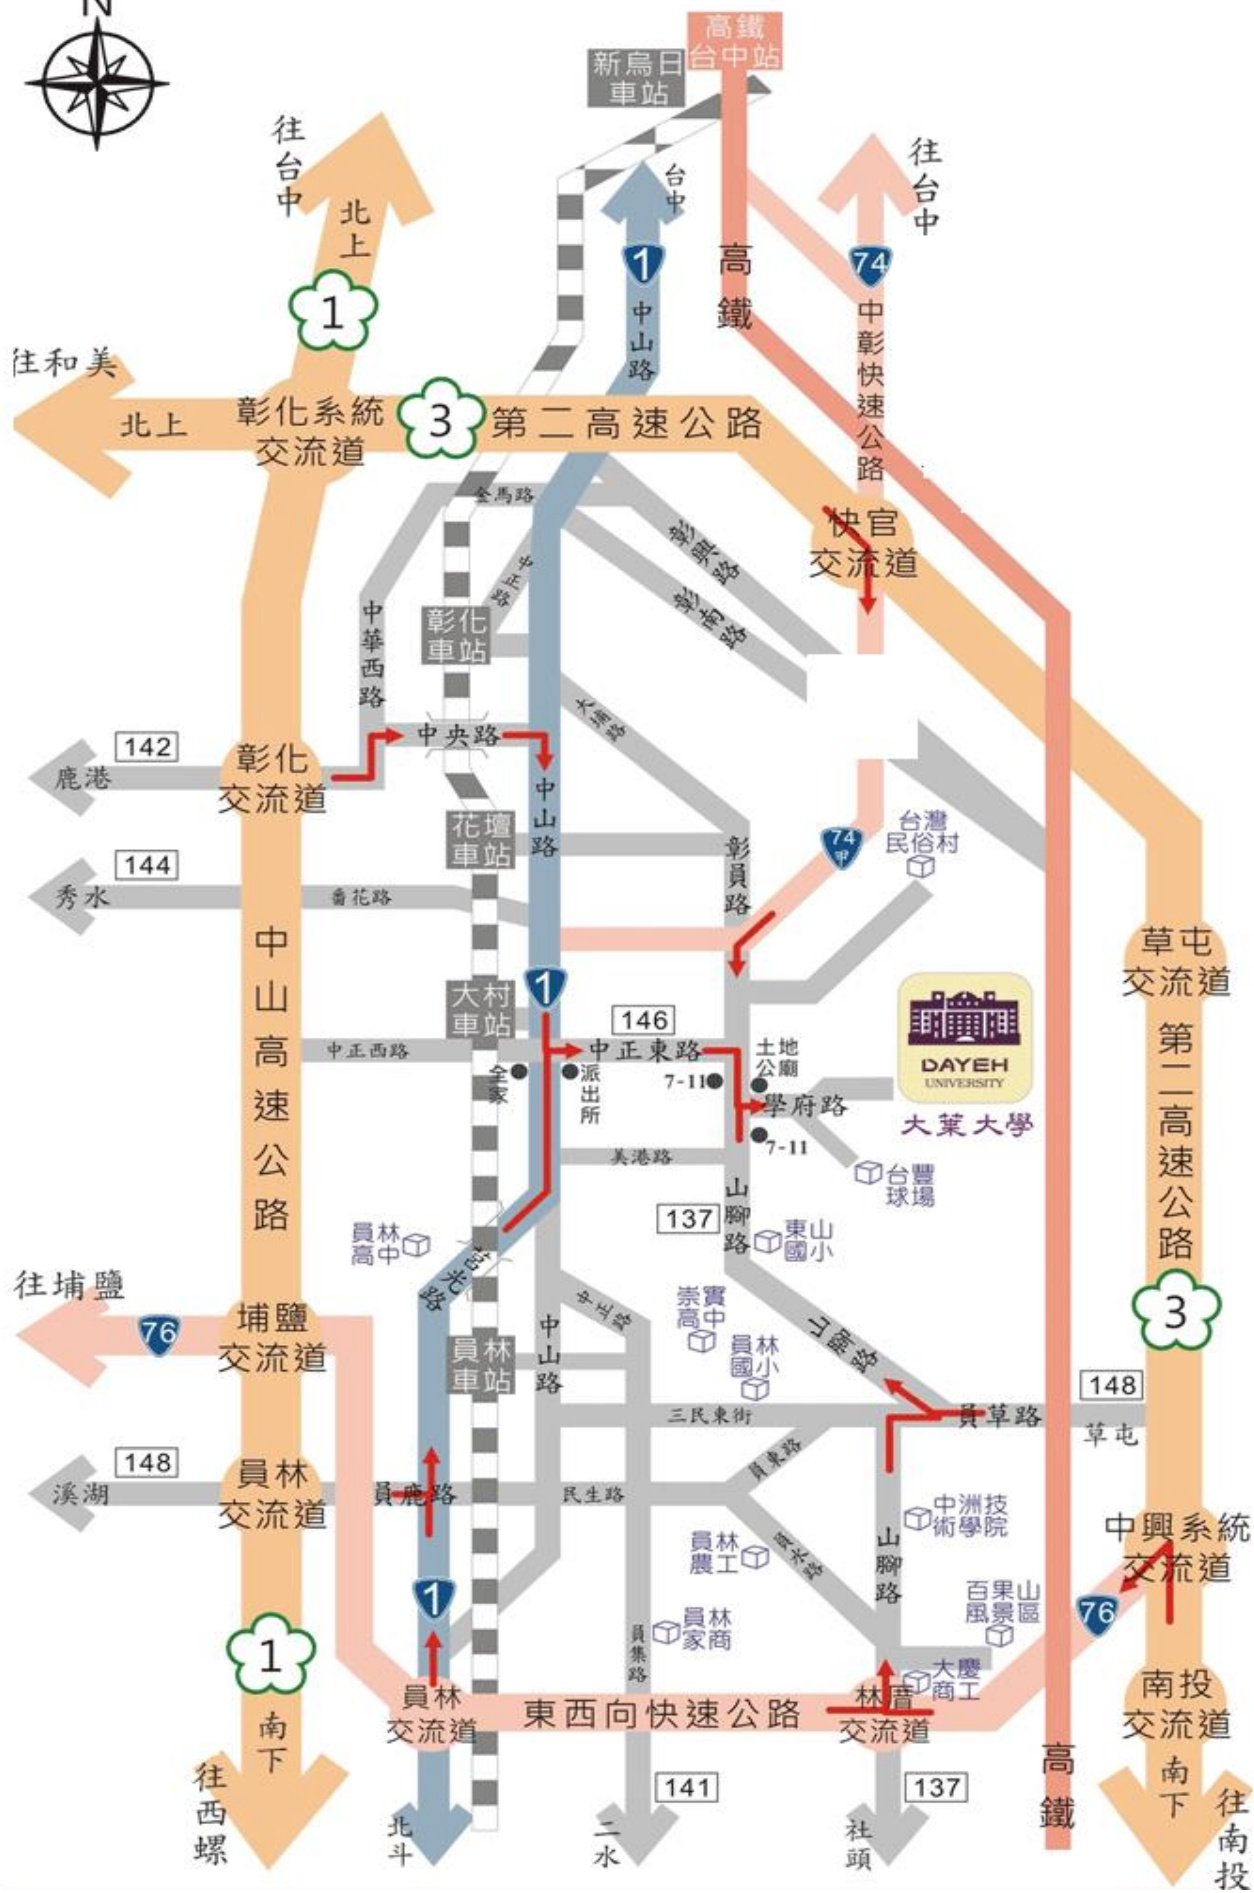 N
高鐵
台中站
新烏日
車站
往台中
北上
台中
往台中
1
1
高鐵
74
中山路
中彰快速公路
往和美
北上
彰化系統
交流道
3
第二高速公路
金馬路
快官
交流道
彰興路
中正路
彰南路
中華西路
彰化
車站
大埔路
142
鹿港
彰化
交流道
中央路
中山路
花壇
車站
彰員路
74
甲
台灣
民俗村
144
秀水
番花路
中山高速公路
草屯
交流道
大村
車站
1
146
中正西路
中正東路
全家
派出所
7-11
土地
公廟
DAYEH
UNIVERSITY
大葉大學
學府路
7-11
第二高速公路
美港路
台豐
球場
137
山腳路
東山
國小
員林
高中
莒光路
往埔鹽
76
埔鹽
交流道
中正路
崇實
高中
山腳路
3
員林
車站
中山路
員林
國小
148
三民東街
員草路
草屯
148
溪湖
員林
交流道
員鹿路
民生路
員東路
中洲技
術學院
中興系統
交流道
員林
農工
員水路
山腳路
百果山
風景區
76
1
員林
家商
員集路
1
大慶
商工
員林
交流道
東西向快速公路
林厝
交流道
南投
交流道
南下
往西螺
北斗
141
二水
137
社頭
高鐵
南下
往南投